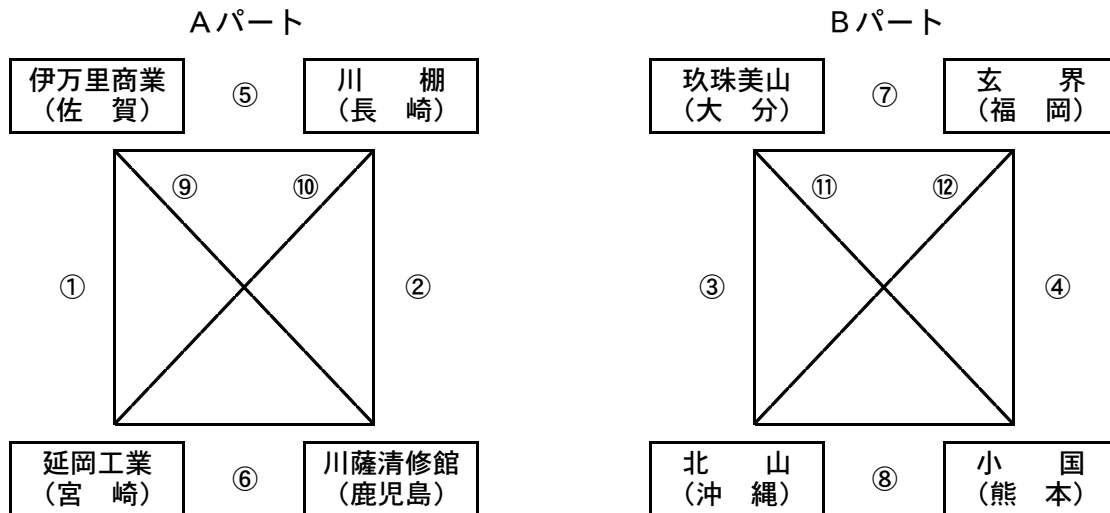 Aパート
Bパート
伊万里商業
(佐　賀)
⑤
川　　棚
(長　崎)
玖珠美山
(大　分)
⑦
玄　　界
(福　岡)
⑨
⑩
⑪
⑫
①
②
③
④
延岡工業
(宮　崎)
⑥
川薩清修館
(鹿児島)
北　　山
(沖　縄)
⑧
小　　国
(熊　本)